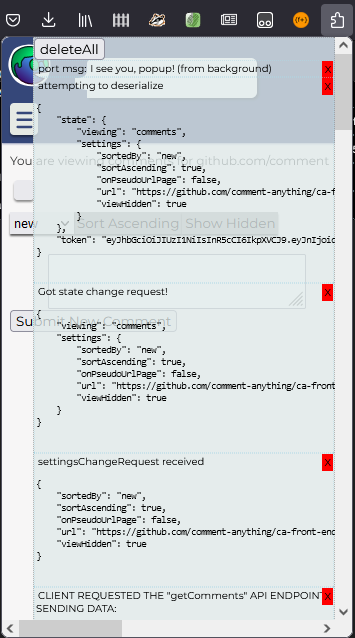 deleteAll
port msg: I see you, popup! (from background)
x
attempting to deserialize
x
{
"state": {
"viewing": "comments",
"settings": {
"sortedBy": "new",
"sortAscending": true,
"onPseudoUrlPage": false,
"url": "https://github.com/comment-anything/ca-f
"viewHidden": true
}
},
"token": "eyJhbGciOiJIUzI1NiIsInR5cCI6IkpXVCJ9.eyJnIjoic
}
You are viewing comments for github.com/comment
new
Sort Ascending
Show Hidden
Got state change request!
x
Submit New Comment
{
"viewing": "comments",
"settings": {
"sortedBy": "new",
"sortAscending": true,
"onPseudoUrlPage": false,
"url": "https://github.com/comment-anything/ca-front
"viewHidden": true
}
}
settingsChangeRequest received
x
{
"sortedBy": "new",
"sortAscending": true,
"onPseudoUrlPage": false,
"url": "https://github.com/comment-anything/ca-front-end
"viewHidden": true
}
CLIENT REQUESTED THE "getComments" API ENDPOINT
x
SENDING DATA: